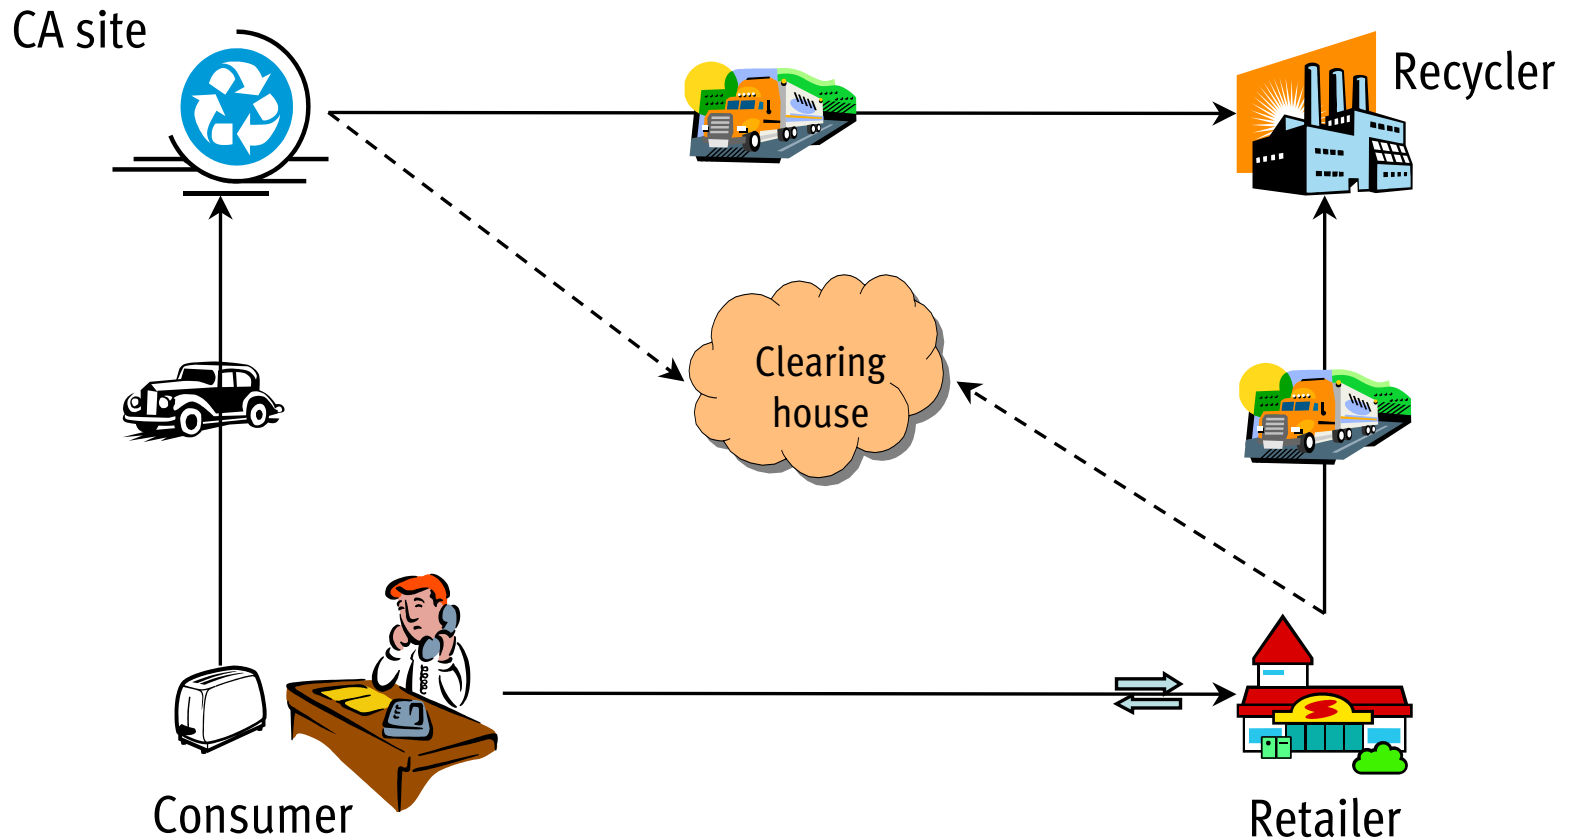 CA site
Recycler
Clearing
house
Consumer
Retailer